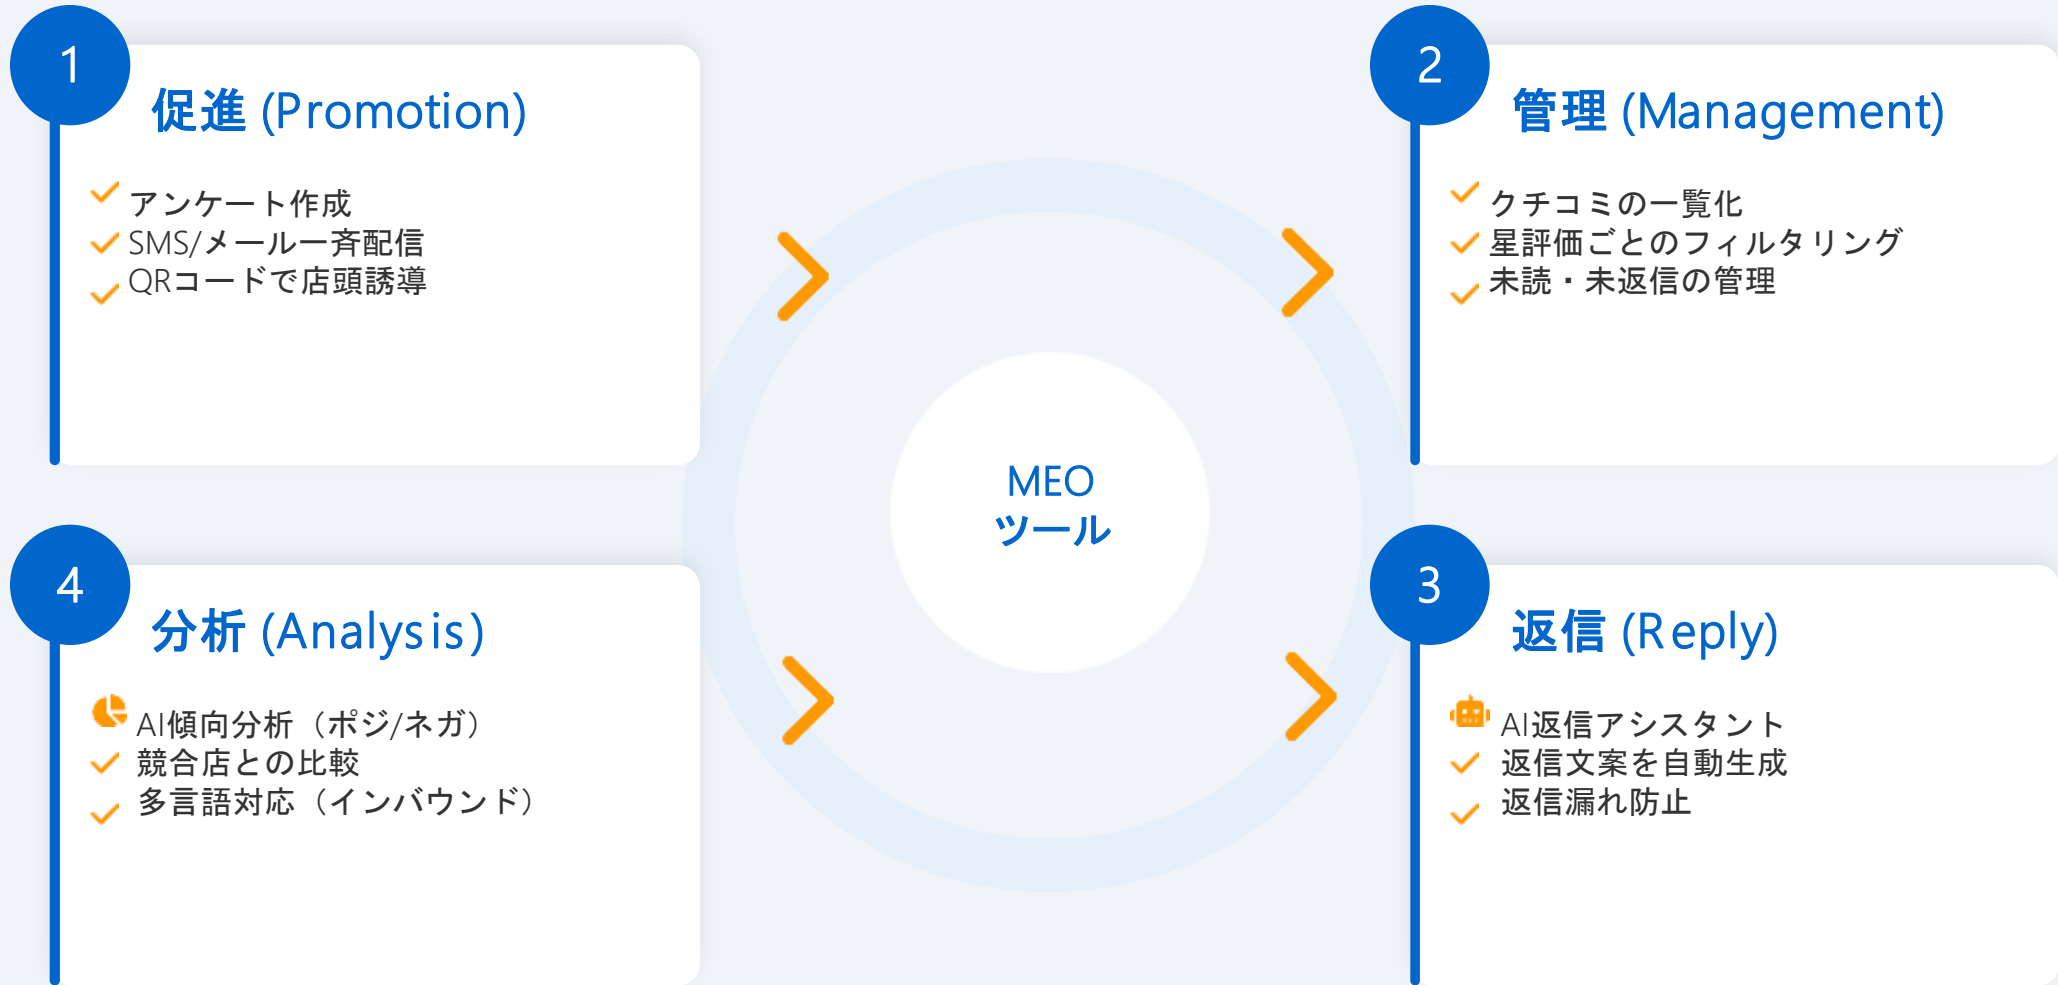 1
促進 (Promotion)
アンケート作成
SMS/メール一斉配信
QRコードで店頭誘導
2
管理 (Management)
クチコミの一覧化
星評価ごとのフィルタリング
未読・未返信の管理
MEO
ツール
4
分析 (Analysis)
AI傾向分析（ポジ/ネガ）
競合店との比較
多言語対応（インバウンド）
3
返信 (Reply)
AI返信アシスタント
返信文案を自動生成
返信漏れ防止